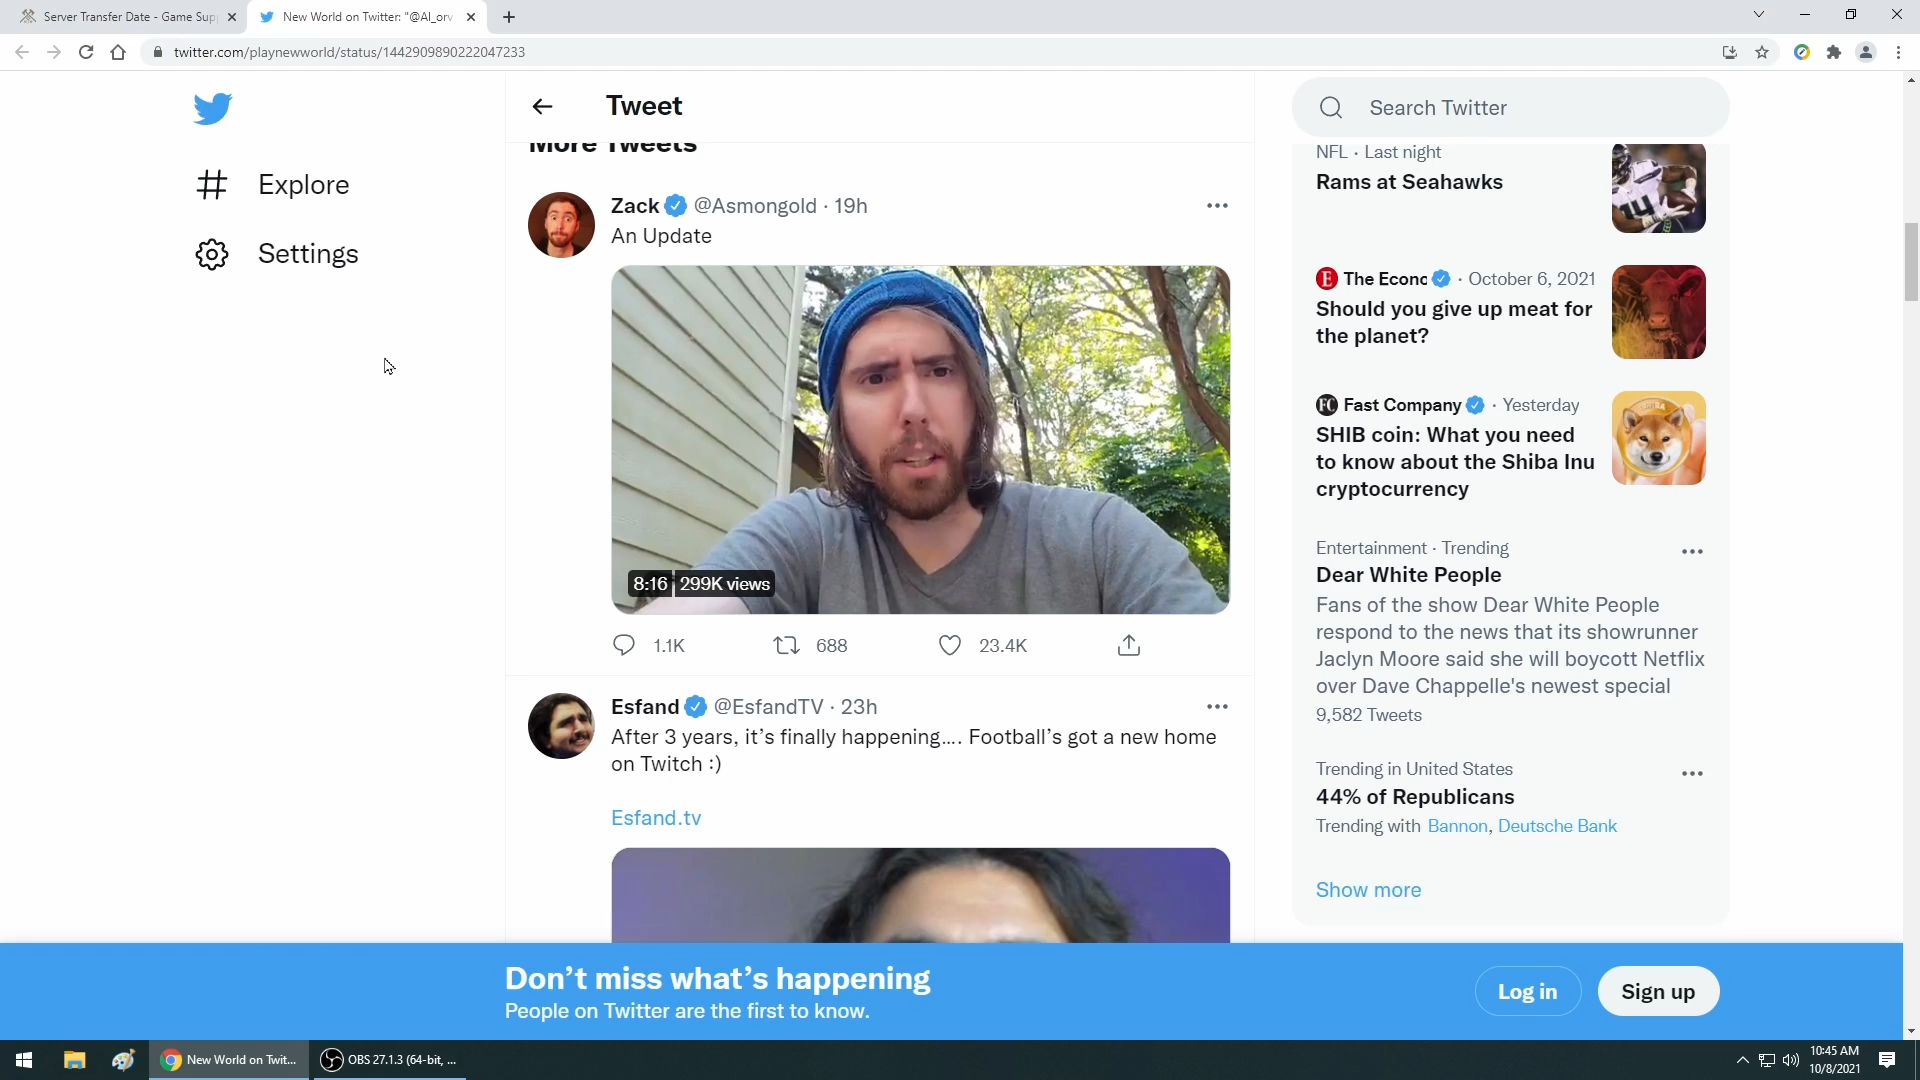 Server Transfer Date - Game Sup
New World on Twitter: "@Al_orv
twitter.com/playnewworld/status/1442909890222047233
Tweet
Search Twitter
Explore
Settings
More Tweets
Zack @Asmongold · 19h
An Update
8:16 299K views
1.1K 688 23.4K
Esfand @EsfandTV · 23h
After 3 years, it’s finally happening.... Football’s got a new home
on Twitch :)
Esfand.tv
NFL · Last night
Rams at Seahawks
The Econo · October 6, 2021
Should you give up meat for
the planet?
Fast Company · Yesterday
SHIB coin: What you need
to know about the Shiba Inu
cryptocurrency
Entertainment · Trending
Dear White People
Fans of the show Dear White People
respond to the news that its showrunner
Jaclyn Moore said she will boycott Netflix
over Dave Chappelle's newest special
9,582 Tweets
Trending in United States
44% of Republicans
Trending with Bannon, Deutsche Bank
Show more
Don’t miss what’s happening
People on Twitter are the first to know.
Log in
Sign up
New World on Twit...
OBS 27.1.3 (64-bit, ...
10:45 AM
10/8/2021